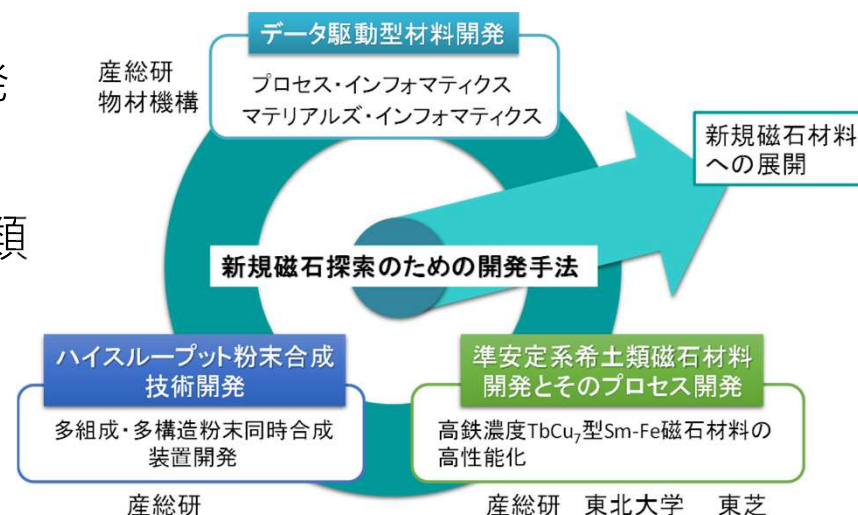 データ駆動型材料開発
発
産総研
物材機構
プロセス・インフォマティクス
マテリアルズ・インフォマティクス
新規磁石材料
への展開
類
新規磁石探索のための開発手法
ハイスループット粉末合成
技術開発
多組成・多構造粉末同時合成
装置開発
産総研
準安定系希土類磁石材料
開発とそのプロセス開発
高鉄濃度TbCu₇型Sm-Fe磁石材料の
高性能化
産総研 東北大学 東芝